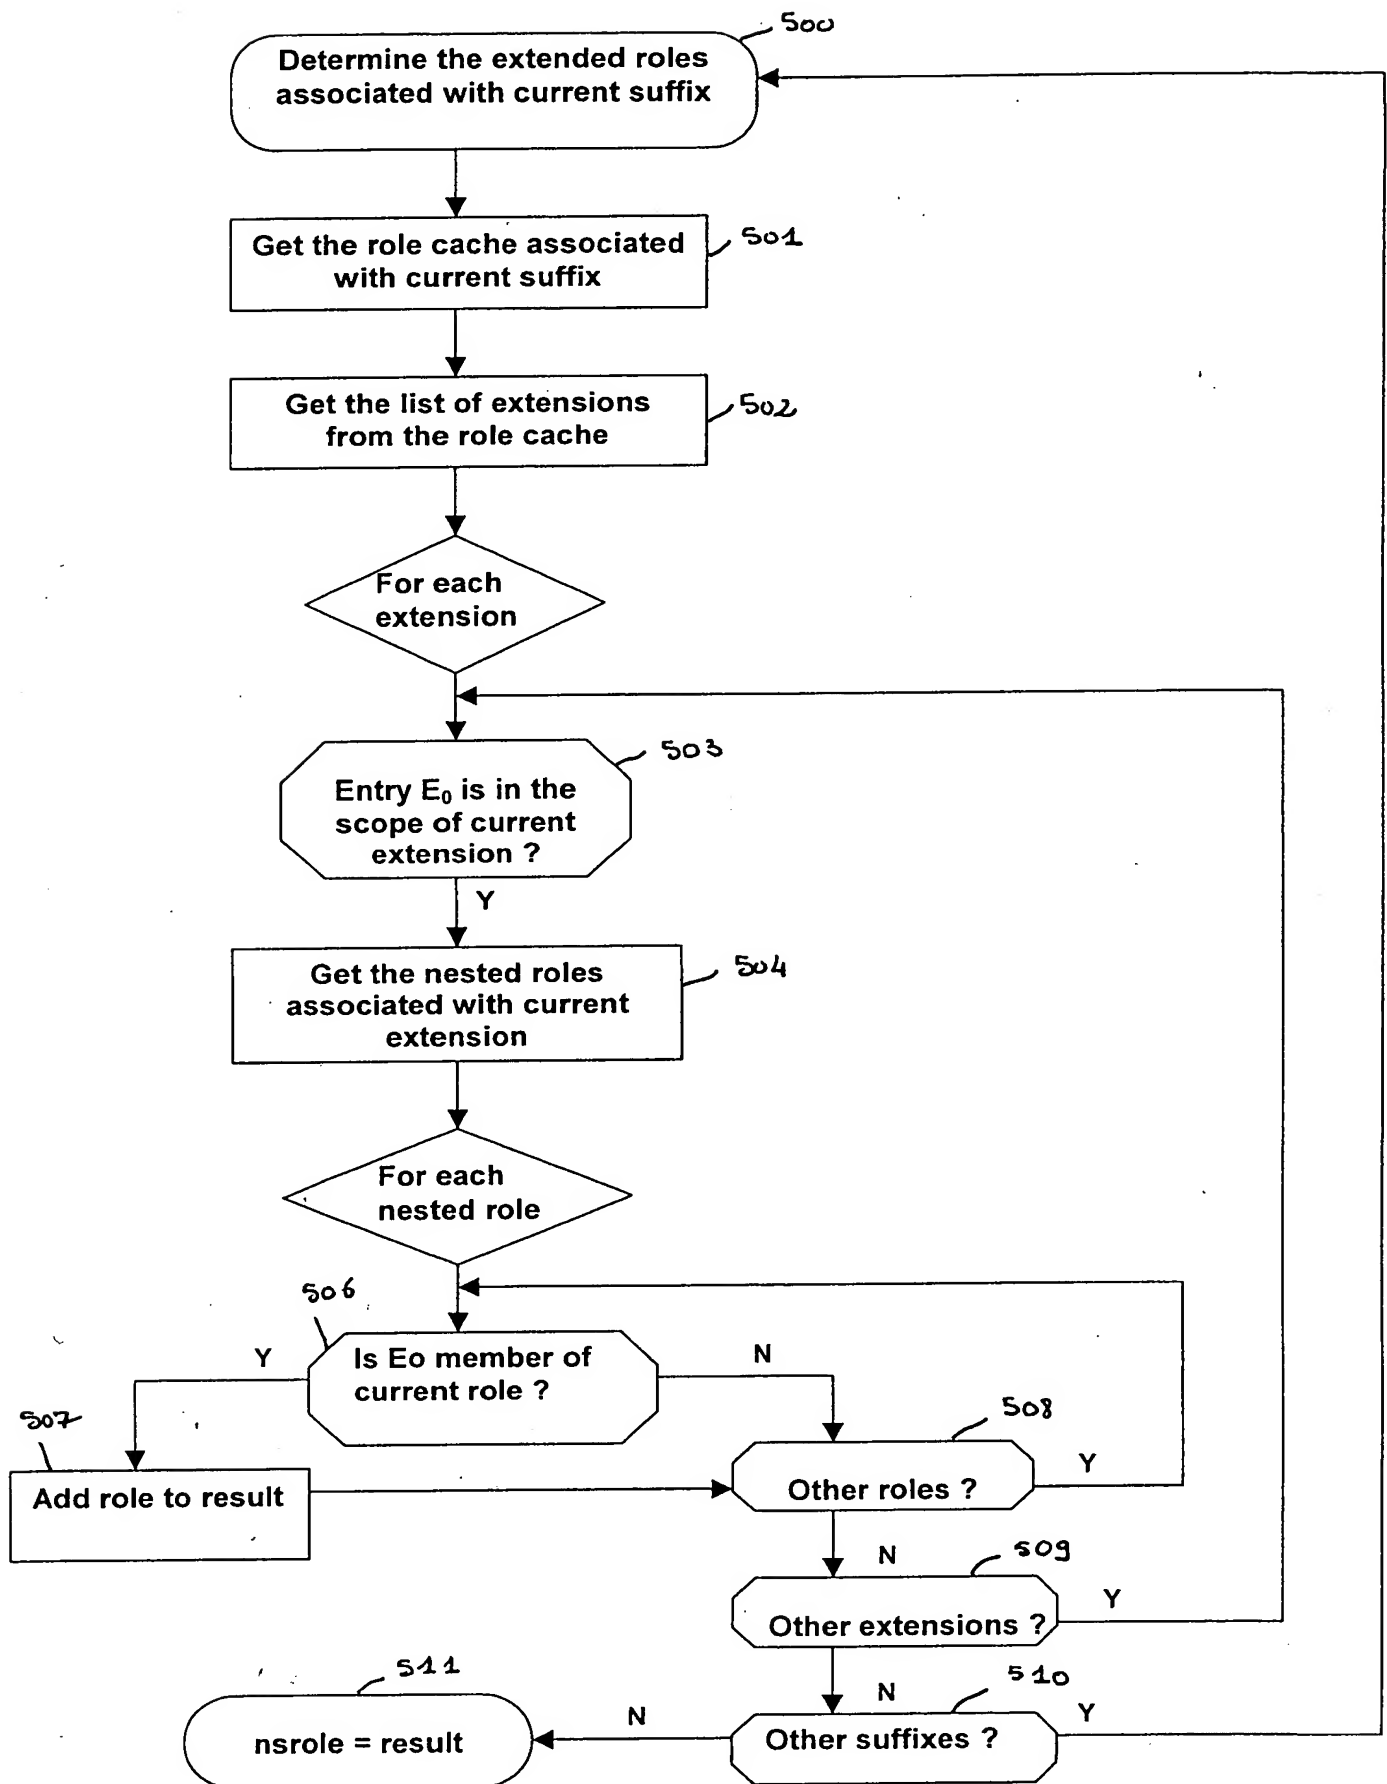 500
Determine the extended roles
associated with current suffix
501
Get the role cache associated
with current suffix
502
Get the list of extensions
from the role cache
For each
extension
503
Entry E₀ is in the
scope of current
extension ?
Y
504
Get the nested roles
associated with current
extension
For each
nested role
506
Y
Is Eo member of
current role ?
N
507
508
Add role to result
Other roles ?
Y
N
509
Other extensions ?
Y
N
511
510
nsrole = result
N
Other suffixes ?
Y